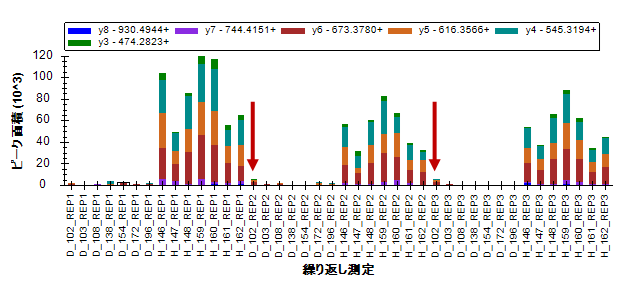 y8 - 930.4944+ y7 - 744.4151+ y6 - 673.3780+ y5 - 616.3566+ y4 - 545.3194+
y3 - 474.2823+
ピーク面積 (10^3)
120
100
80
60
40
20
0
D_102_REP1
D_103_REP1
D_108_REP1
D_138_REP1
D_154_REP1
D_172_REP1
D_196_REP1
H_146_REP1
H_147_REP1
H_148_REP1
H_159_REP1
H_160_REP1
H_161_REP1
H_162_REP1
D_102_REP2
D_103_REP2
D_108_REP2
D_138_REP2
D_154_REP2
D_172_REP2
D_196_REP2
H_146_REP2
H_147_REP2
H_148_REP2
H_159_REP2
H_160_REP2
H_161_REP2
H_162_REP2
D_102_REP3
D_103_REP3
D_108_REP3
D_138_REP3
D_154_REP3
D_172_REP3
D_196_REP3
H_146_REP3
H_147_REP3
H_148_REP3
H_159_REP3
H_160_REP3
H_161_REP3
H_162_REP3
繰り返し測定